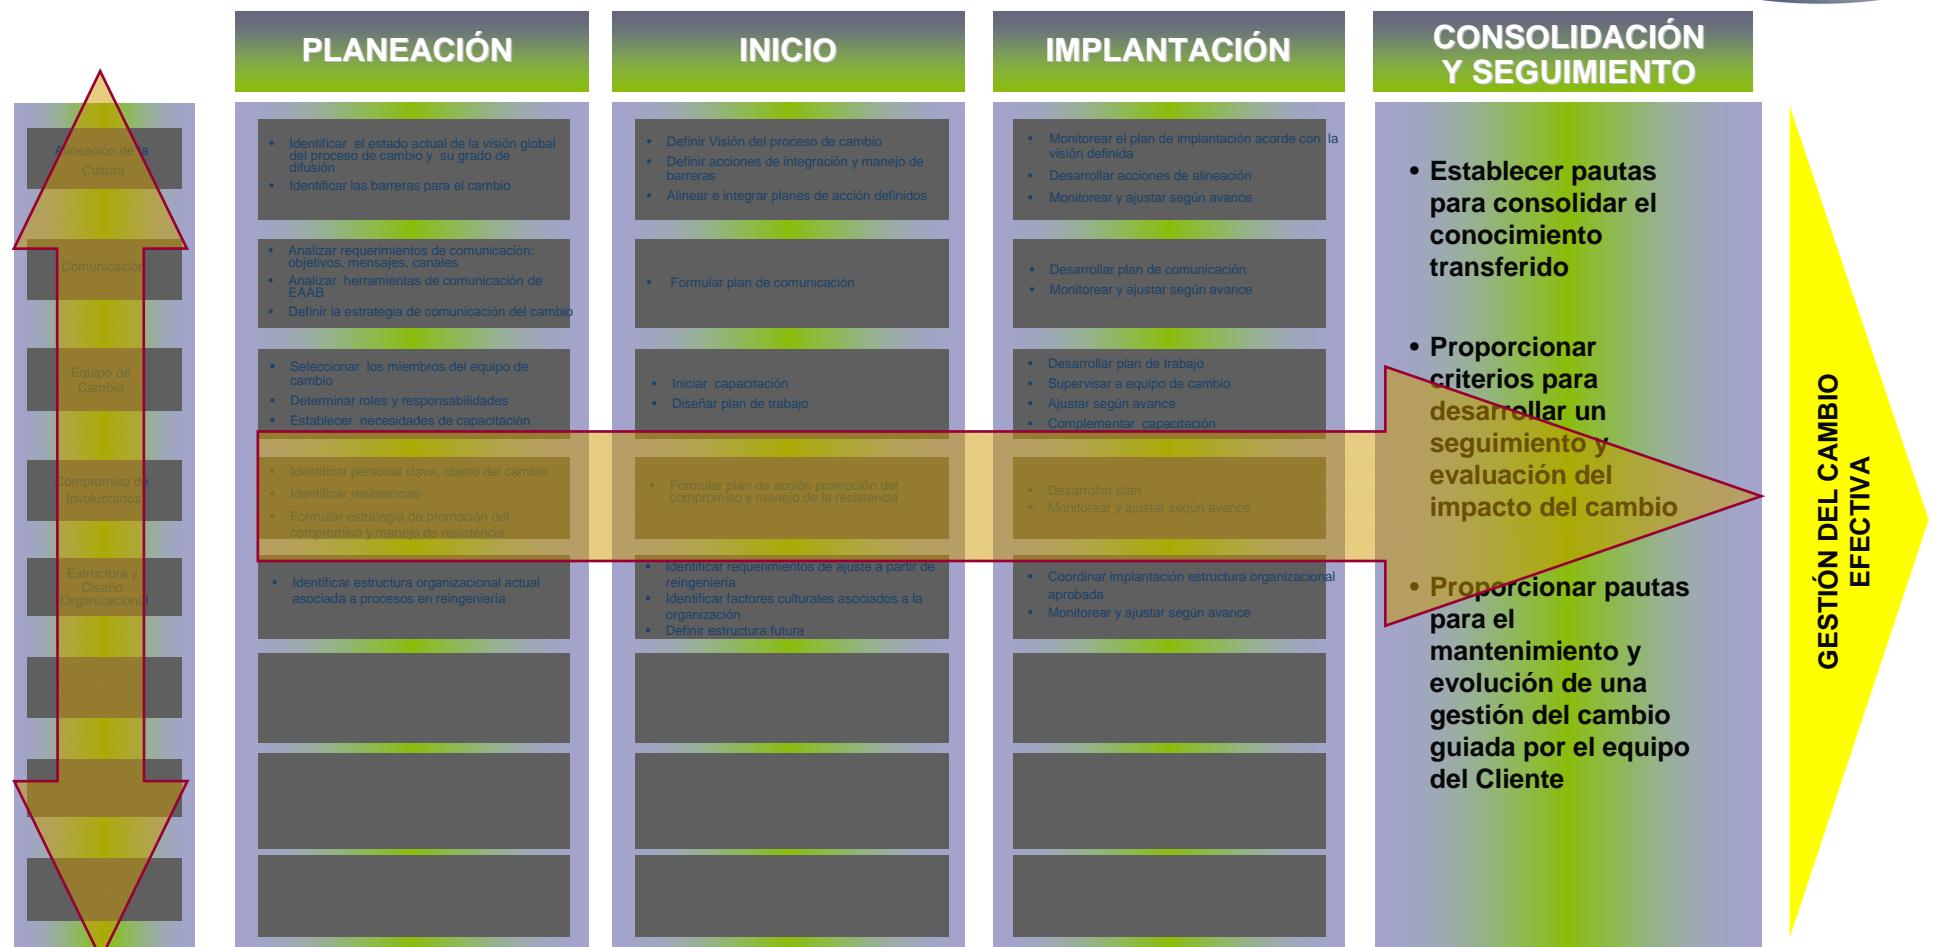 PLANEACIÓN
INICIO
IMPLANTACIÓN
CONSOLIDACIÓN
Y SEGUIMIENTO
Alineación de la
Cultura
• Identificar el estado actual de la visión global
del proceso de cambio y su grado de
difusión
• Identificar las barreras para el cambio
• Definir Visión del proceso de cambio
• Definir acciones de integración y manejo de
barreras
• Alinear e integrar planes de acción definidos
• Monitorear el plan de implantación acorde con la
visión definida
• Desarrollar acciones de alineación
• Monitorear y ajustar según avance
Comunicación
• Analizar requerimientos de comunicación:
objetivos, mensajes, canales
• Analizar herramientas de comunicación de
EAAB
• Definir la estrategia de comunicación del cambio
• Formular plan de comunicación
• Desarrollar plan de comunicación
• Monitorear y ajustar según avance
Equipo de
Cambio
• Seleccionar los miembros del equipo de
cambio
• Determinar roles y responsabilidades
• Establecer necesidades de capacitación
• Iniciar capacitación
• Diseñar plan de trabajo
• Desarrollar plan de trabajo
• Supervisar a equipo de cambio
• Ajustar según avance
• Complementar capacitación
Compromiso de
Involucrados
• Identificar personal clave, objeto del cambio
• Identificar resistencias
• Formular estrategia de promoción del
compromiso y manejo de resistencia
• Formular plan de acción promoción del
compromiso y manejo de la resistencia
• Desarrollar plan
• Monitorear y ajustar según avance
Estructura y
Diseño
Organizacional
• Identificar estructura organizacional actual
asociada a procesos en reingeniería
• Identificar requerimientos de ajuste a partir de
reingeniería
• Identificar factores culturales asociados a la
organización
• Definir estructura futura
• Coordinar implantación estructura organizacional
aprobada
• Monitorear y ajustar según avance
• Establecer pautas
para consolidar el
conocimiento
transferido
• Proporcionar
criterios para
desarrollar un
seguimiento y
evaluación del
impacto del cambio
• Proporcionar pautas
para el
mantenimiento y
evolución de una
gestión del cambio
guiada por el equipo
del Cliente
GESTIÓN DEL CAMBIO
EFECTIVA